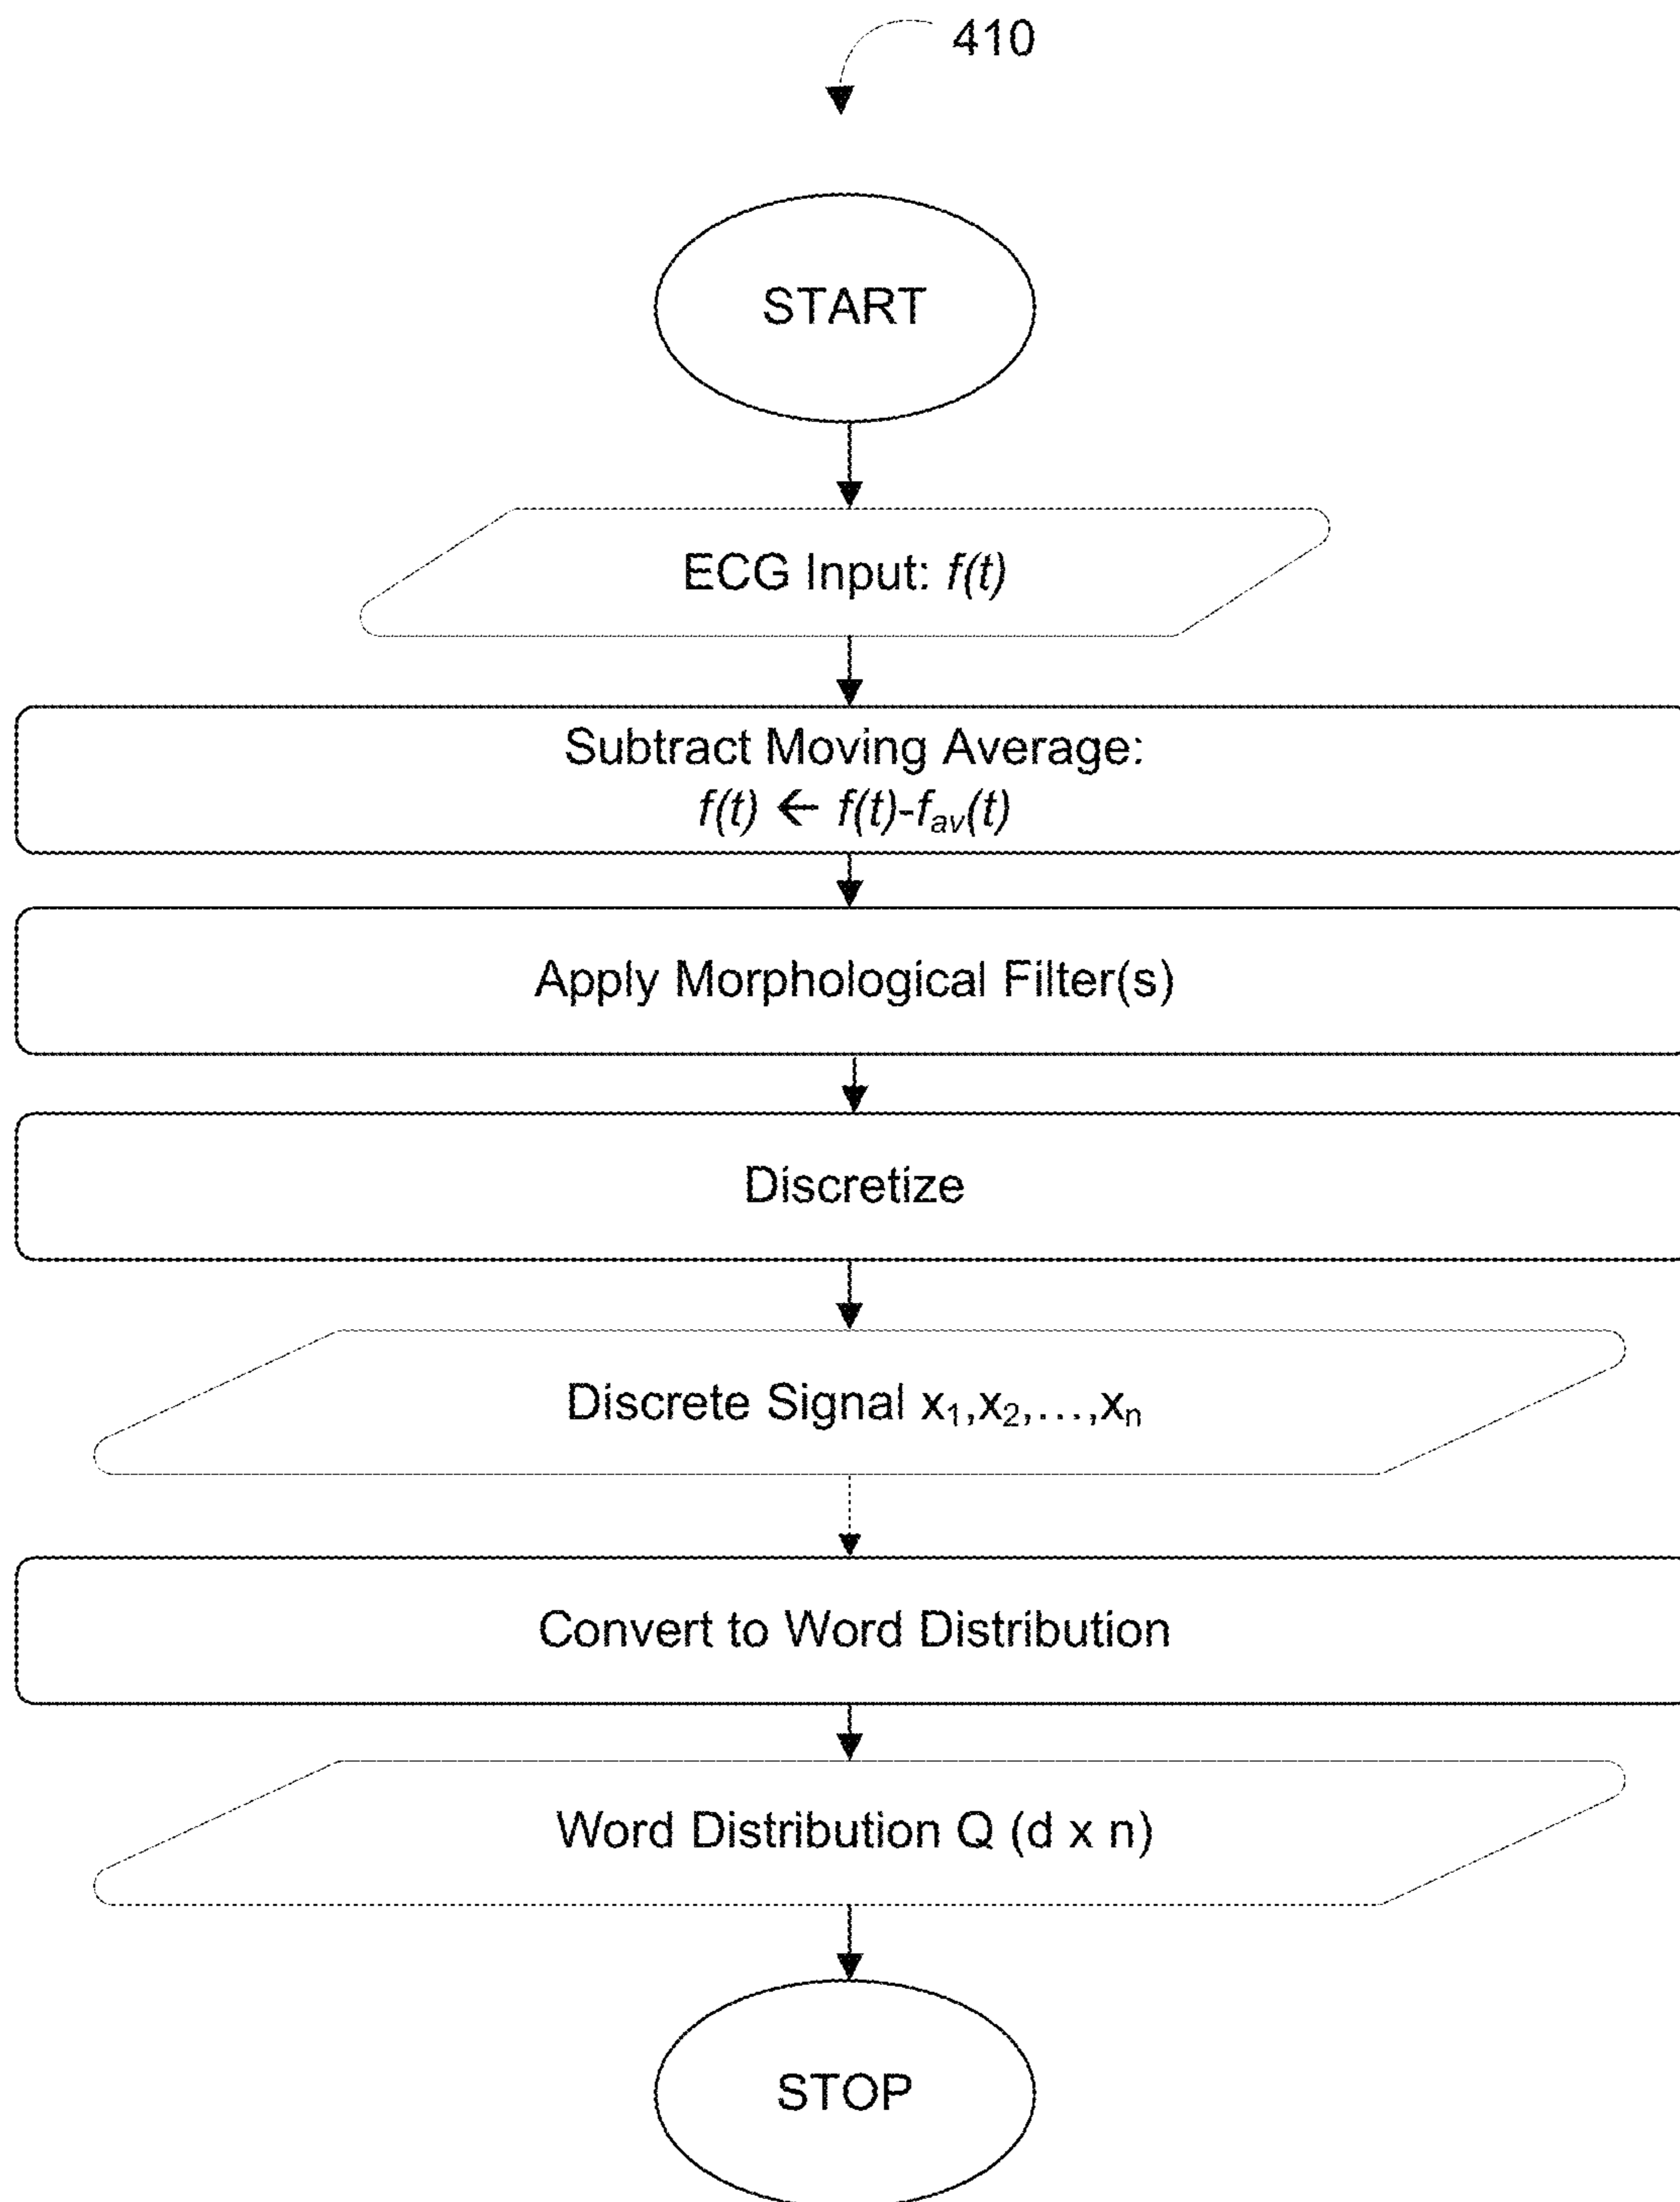 410
START
ECG Input: f(t)
Subtract Moving Average:
f(t) ← f(t)-fav(t)
Apply Morphological Filter(s)
Discretize
Discrete Signal x1,x2,...,xn
Convert to Word Distribution
Word Distribution Q (d x n)
STOP